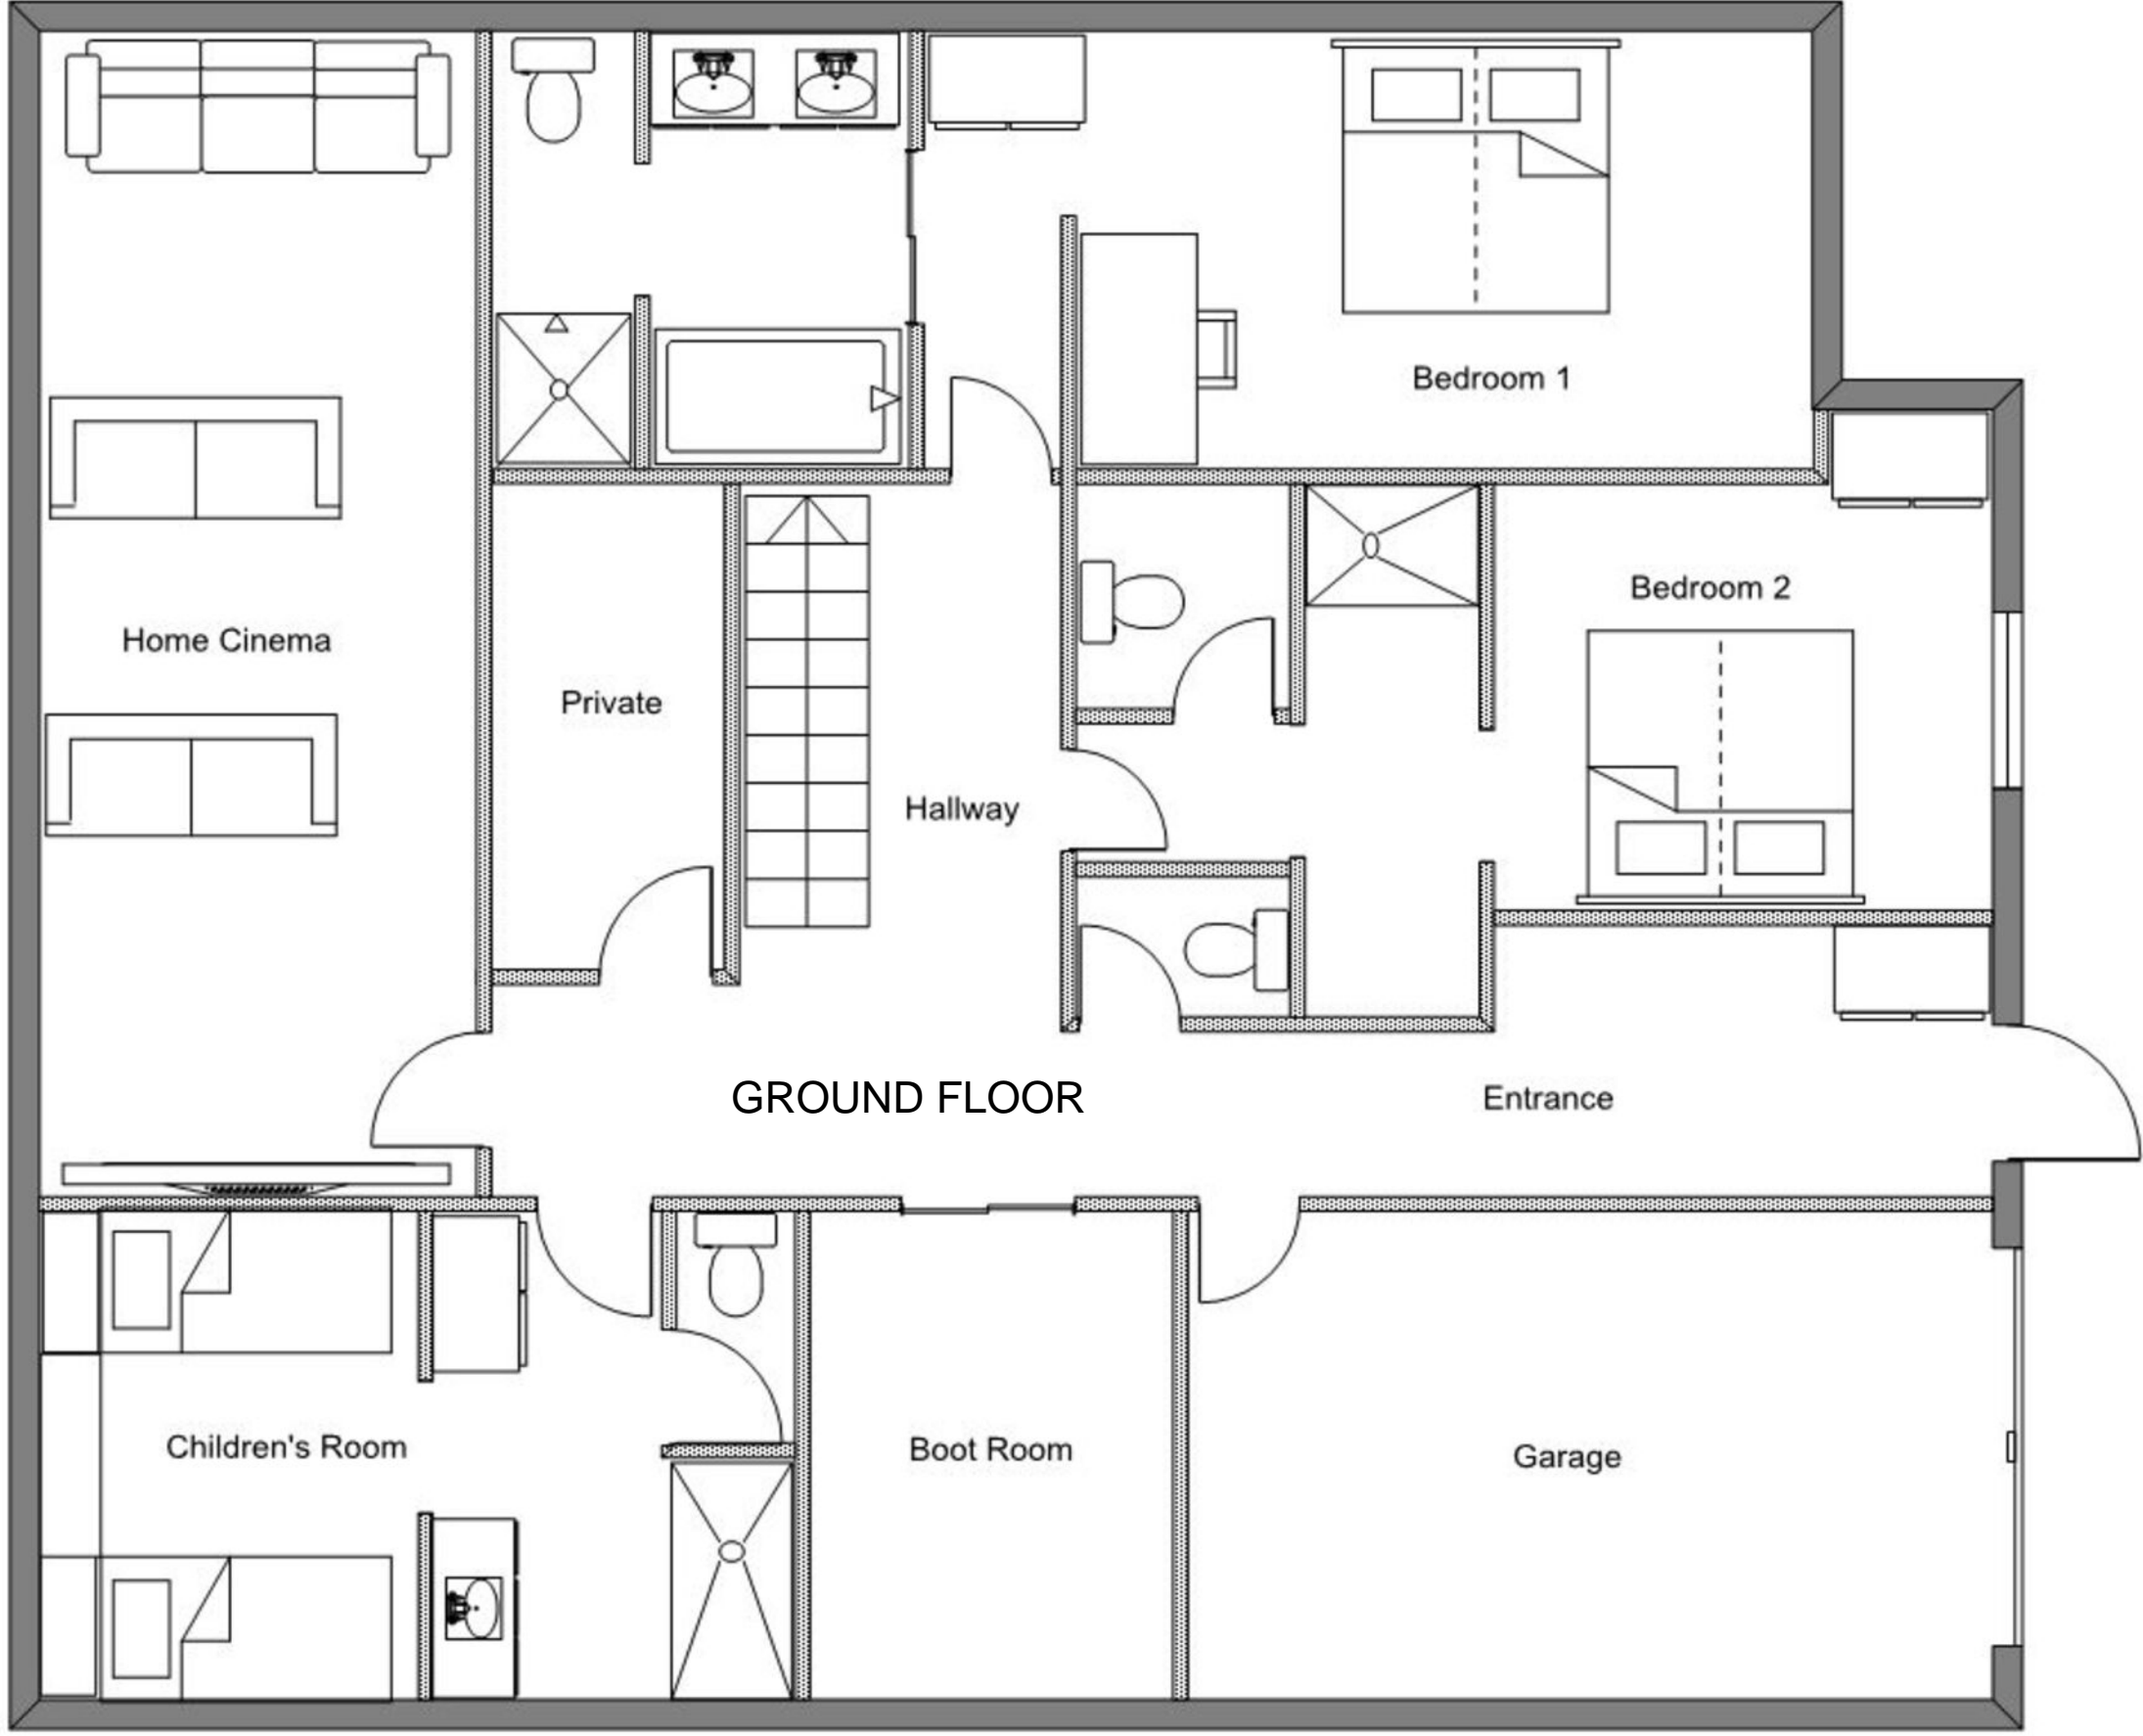 Bedroom 1
Bedroom 2
Home Cinema
Private
Hallway
GROUND FLOOR
Entrance
Children's Room
Boot Room
Garage